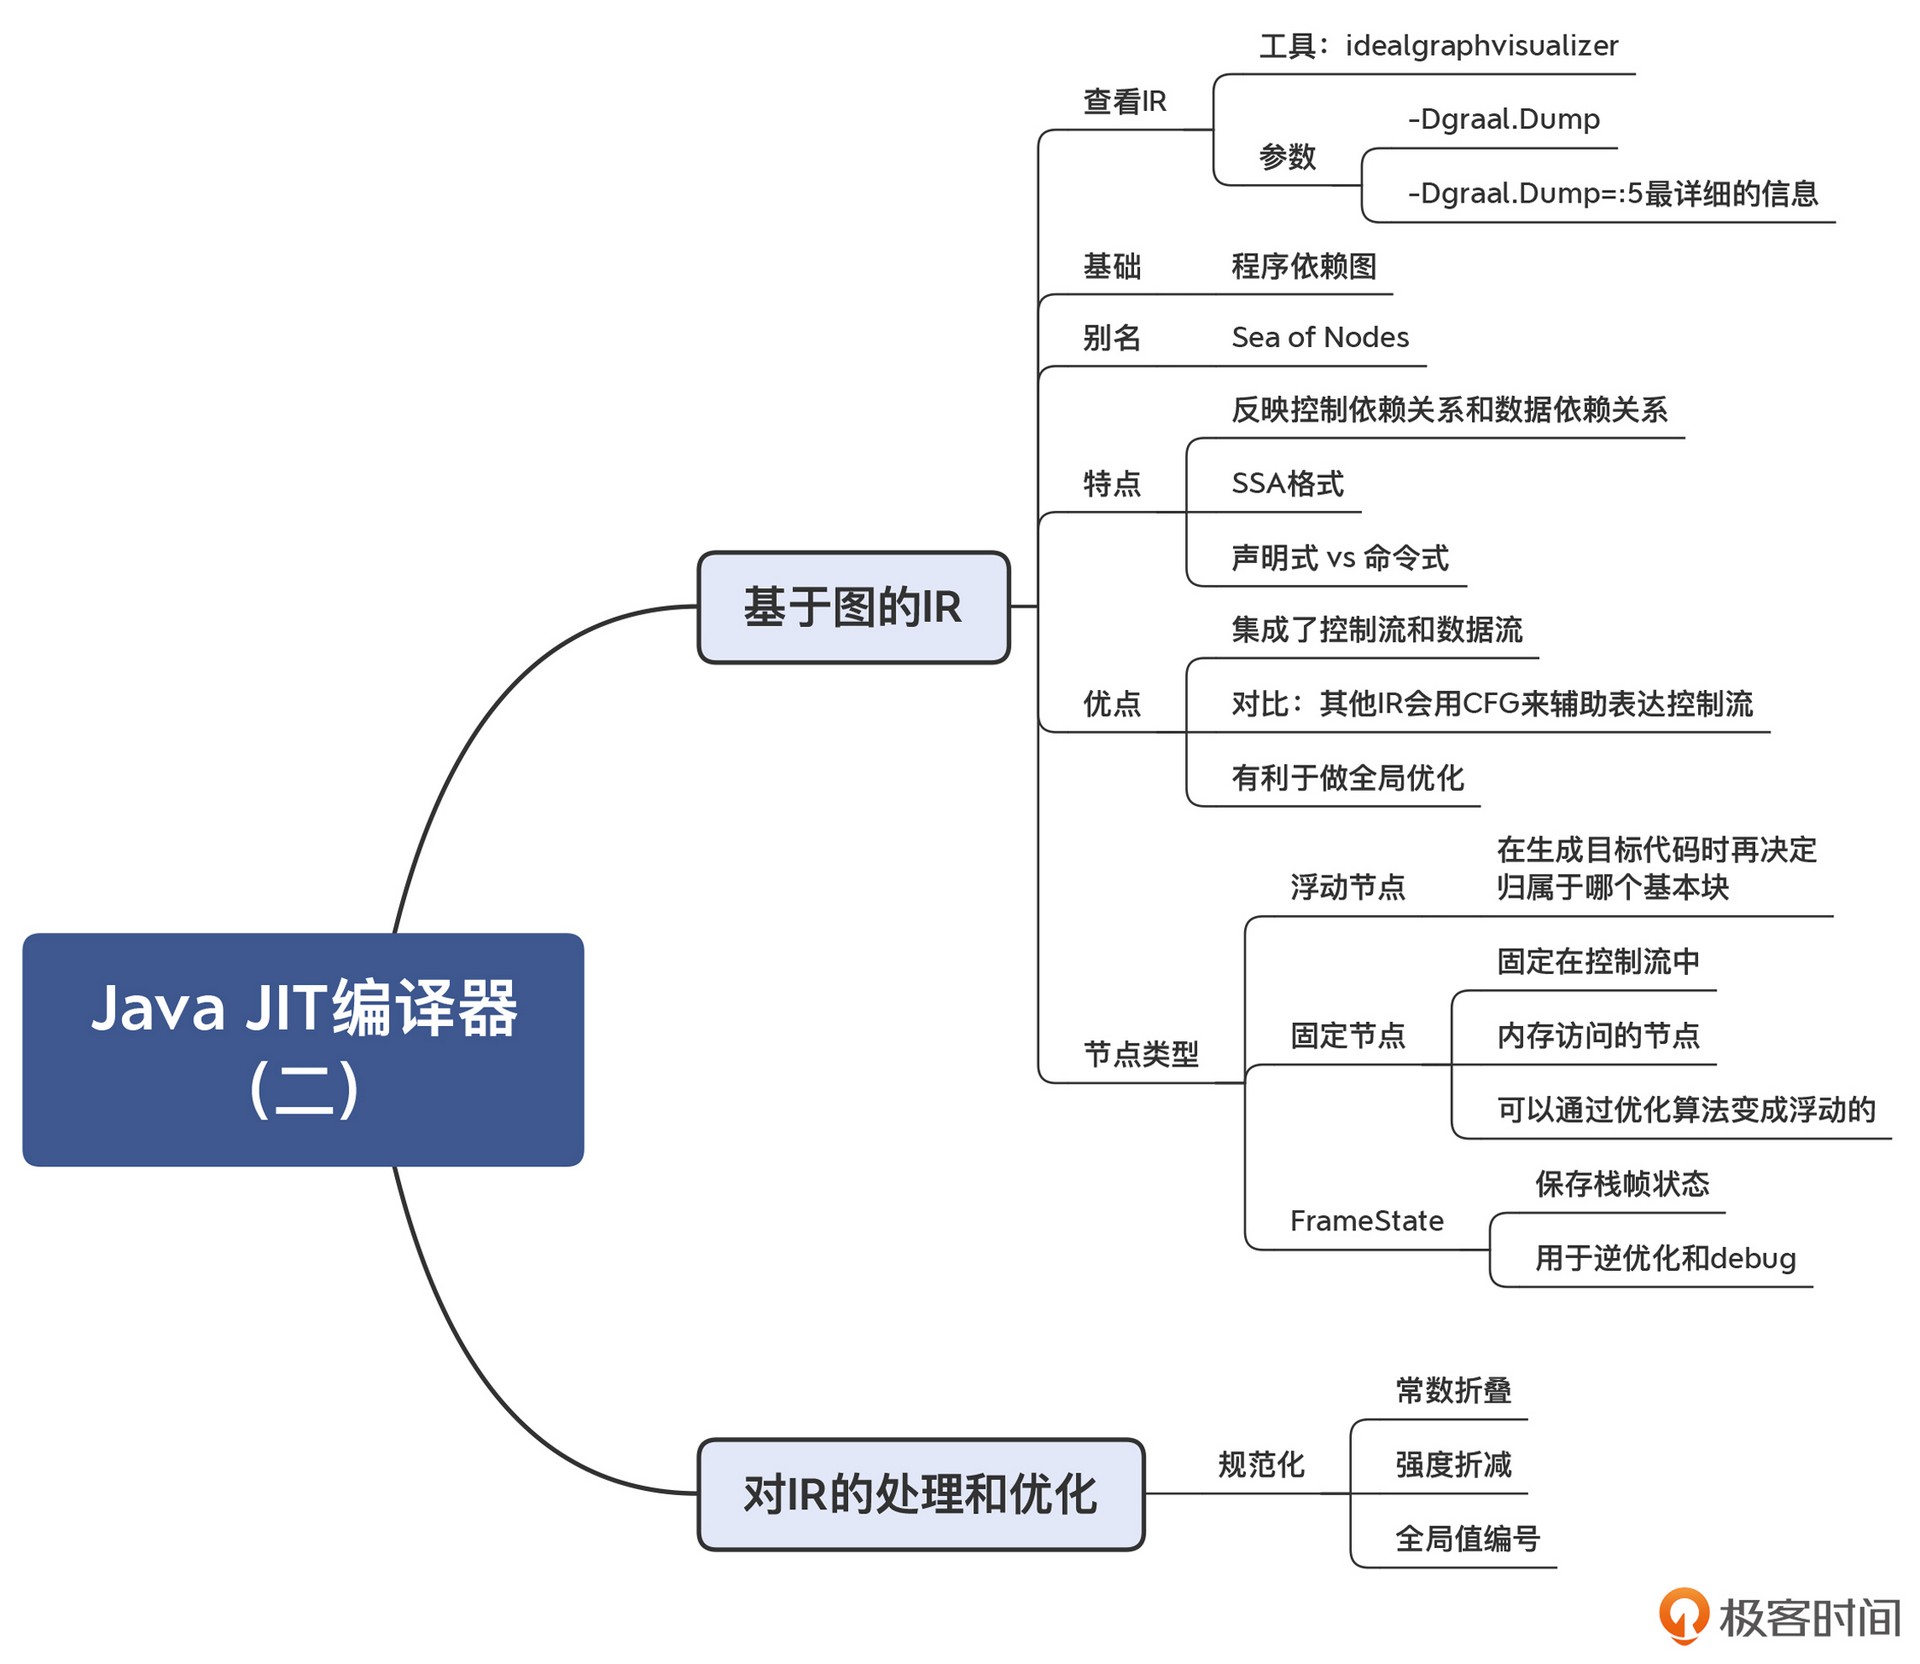 Java JIT编译器
(二)
基于图的IR
查看IR
工具：idealgraphvisualizer
参数
-Dgraal.Dump
-Dgraal.Dump=:5最详细的信息
基础
程序依赖图
别名
Sea of Nodes
特点
反映控制依赖关系和数据依赖关系
SSA格式
声明式 vs 命令式
优点
集成了控制流和数据流
对比：其他IR会用CFG来辅助表达控制流
有利于做全局优化
节点类型
浮动节点
在生成目标代码时再决定
归属于哪个基本块
固定节点
固定在控制流中
内存访问的节点
可以通过优化算法变成浮动的
FrameState
保存栈帧状态
用于逆优化和debug
对IR的处理和优化
规范化
常数折叠
强度折减
全局值编号
极客时间